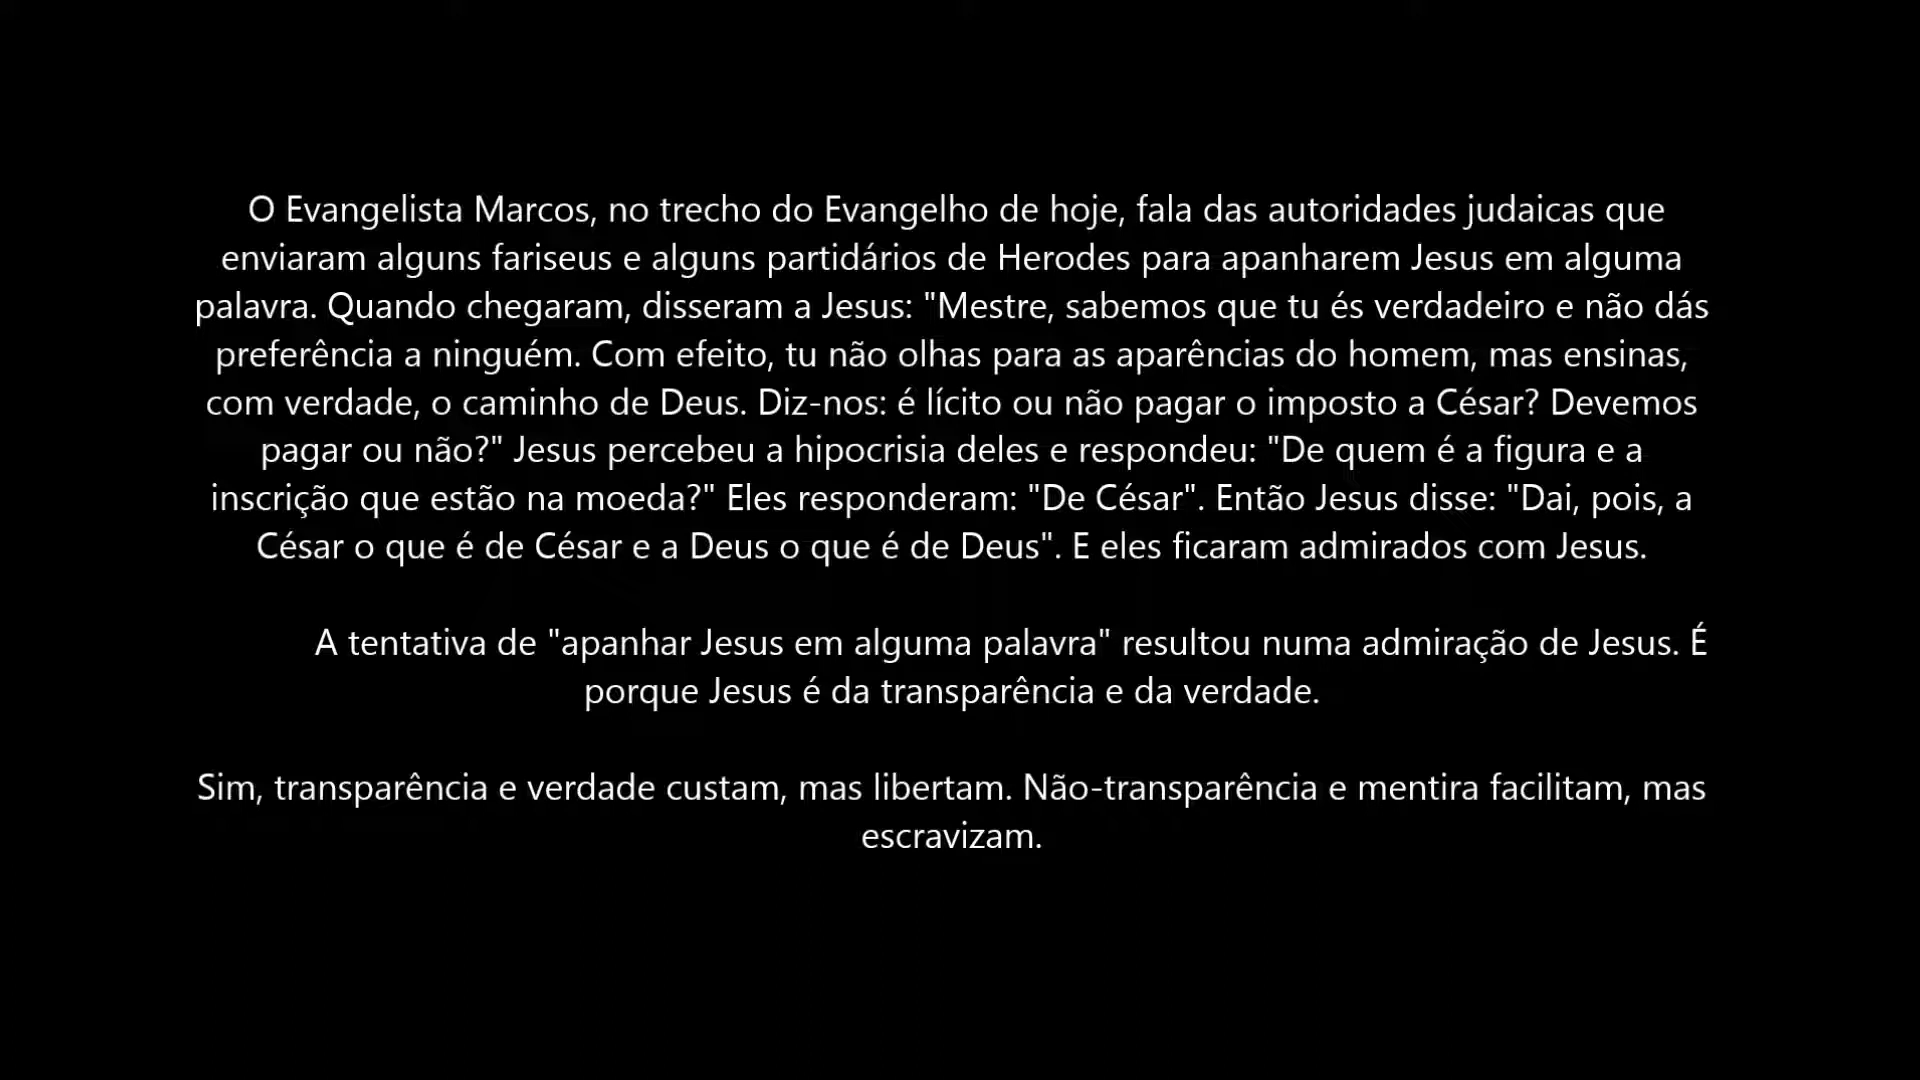 O Evangelista Marcos, no trecho do Evangelho de hoje, fala das autoridades judaicas que
enviaram alguns fariseus e alguns partidários de Herodes para apanharem Jesus em alguma
palavra. Quando chegaram, disseram a Jesus: "Mestre, sabemos que tu és verdadeiro e não dás
preferência a ninguém. Com efeito, tu não olhas para as aparências do homem, mas ensinas,
com verdade, o caminho de Deus. Diz-nos: é lícito ou não pagar o imposto a César? Devemos
pagar ou não?" Jesus percebeu a hipocrisia deles e respondeu: "De quem é a figura e a
inscrição que estão na moeda?" Eles responderam: "De César". Então Jesus disse: "Dai, pois, a
César o que é de César e a Deus o que é de Deus". E eles ficaram admirados com Jesus.
A tentativa de "apanhar Jesus em alguma palavra" resultou numa admiração de Jesus. É
porque Jesus é da transparência e da verdade.
Sim, transparência e verdade custam, mas libertam. Não-transparência e mentira facilitam, mas
escravizam.